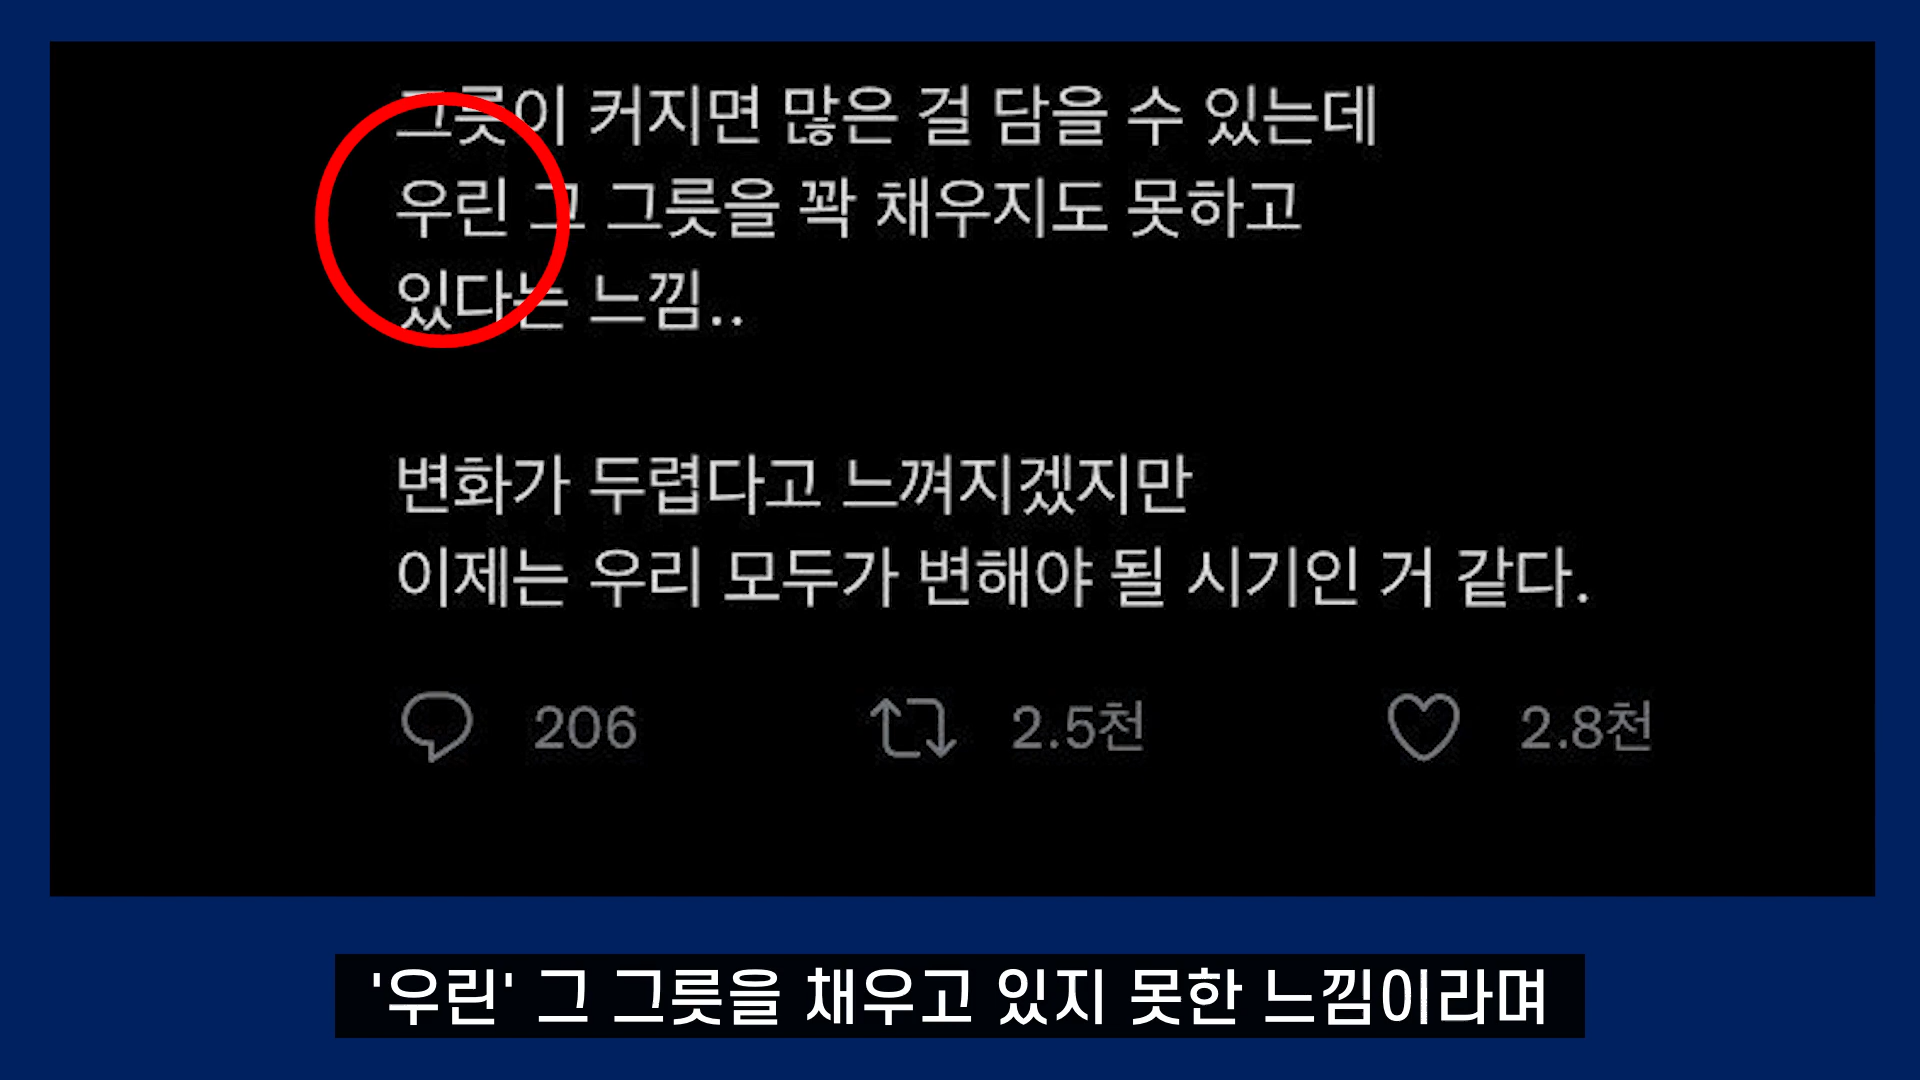 그릇이 커지면 많은 걸 담을 수 있는데
우린 그 그릇을 꽉 채우지도 못하고
있다는 느낌..
변화가 두렵다고 느껴지겠지만
이제는 우리 모두가 변해야 될 시기인 거 같다.
206 2.5천 2.8천
'우린' 그 그릇을 채우고 있지 못한 느낌이라며